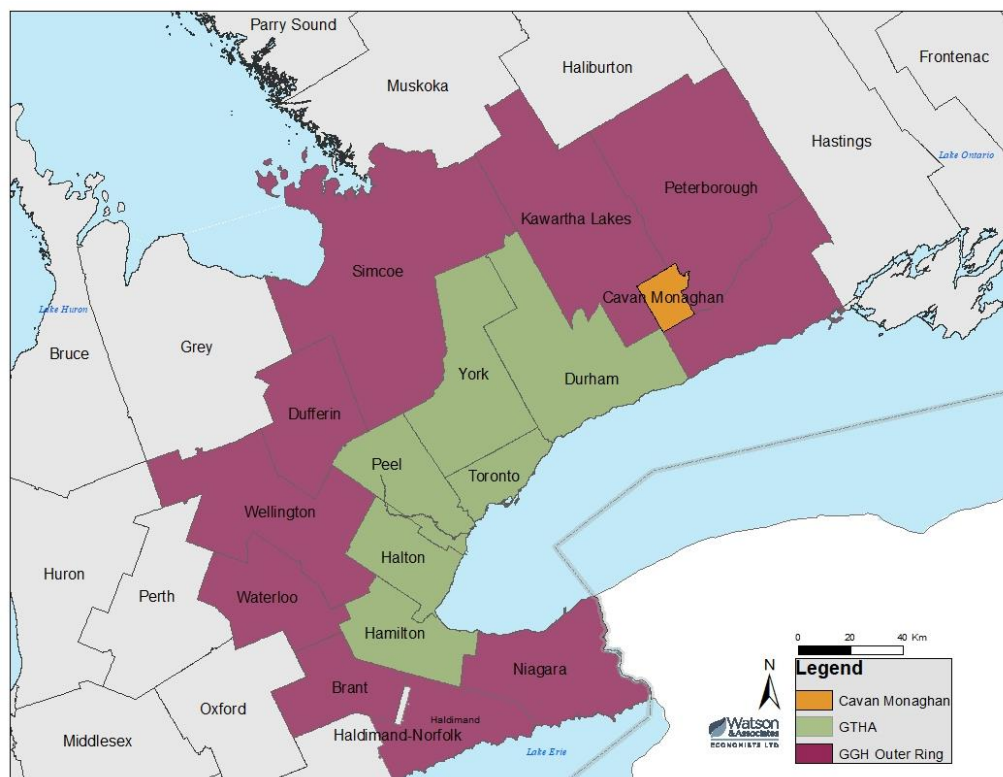 Parry Sound
Muskoka
Haliburton
Frontenac
Hastings
Lake Ontario
Peterborough
Kawartha Lakes
Simcoe
Cavan Monaghan
Lake Huron
Bruce
Grey
York
Durham
Dufferin
Peel
Toronto
Wellington
Halton
Huron
Perth
Waterloo
Hamilton
Niagara
Brant
Oxford
Haldimand
Haldimand-Norfolk
Middlesex
Lake Erie
0 20 40 Km
N
Legend
Cavan Monaghan
GTHA
GGH Outer Ring
Watson
& Associates
ECONOMISTS LTD.